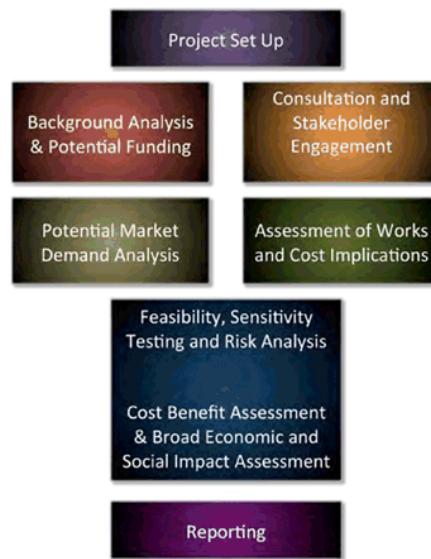 Project Set Up
Background Analysis
& Potential Funding
Consultation and
Stakeholder
Engagement
Potential Market
Demand Analysis
Assessment of Works
and Cost Implications
Feasibility, Sensitivity
Testing and Risk Analysis
Cost Benefit Assessment
& Broad Economic and
Social Impact Assessment
Reporting